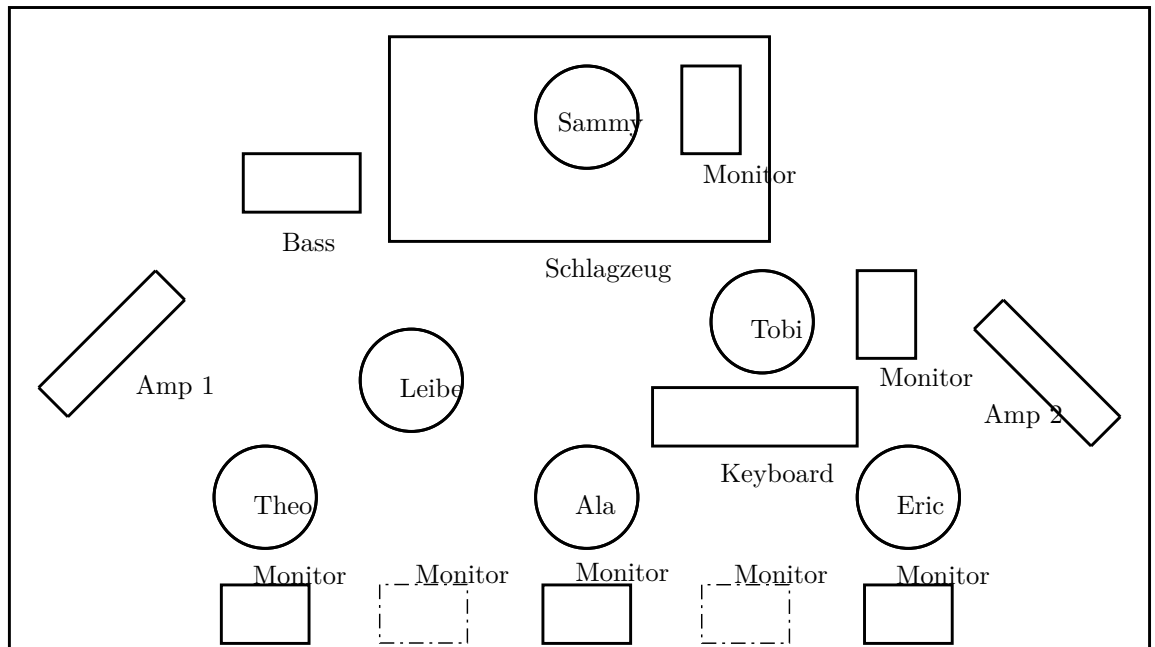 Sammy
Monitor
Bass
Schlagzeug
Tobi
Monitor
Amp 1
Leibe
Amp 2
Keyboard
Theo
Ala
Eric
Monitor
Monitor
Monitor
Monitor
Monitor